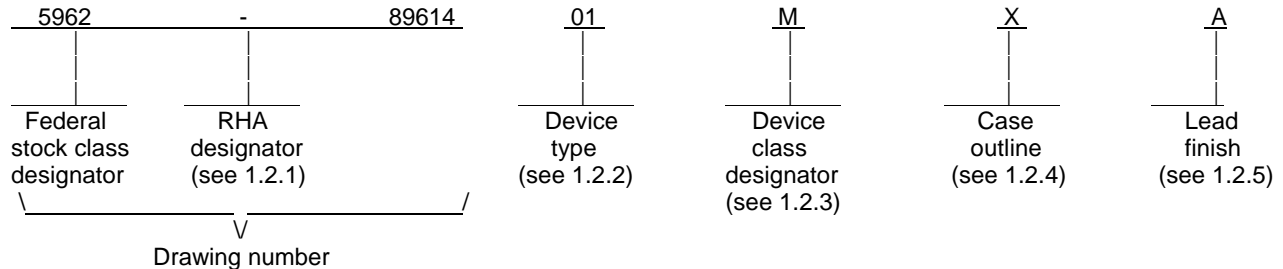 5962 - 89614 01 M X A
Federal RHA Device Device Case Lead
stock class designator type class outline finish
designator (see 1.2.1) (see 1.2.2) designator (see 1.2.4) (see 1.2.5)
(see 1.2.3)
Drawing number